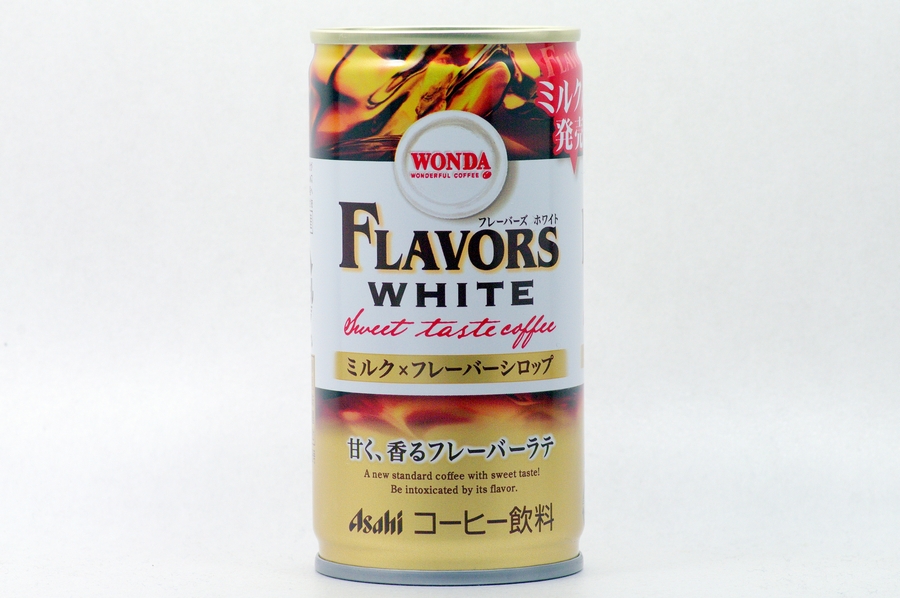 ミルク
発売
WONDA
WONDERFUL COFFEE
フレーバーズ ホワイト
FLAVORS
WHITE
Sweet taste coffee
ミルク×フレーバーシロップ
甘く、香るフレーバーラテ
A new standard coffee with sweet taste!
Be intoxicated by its flavor.
Asahi コーヒー飲料